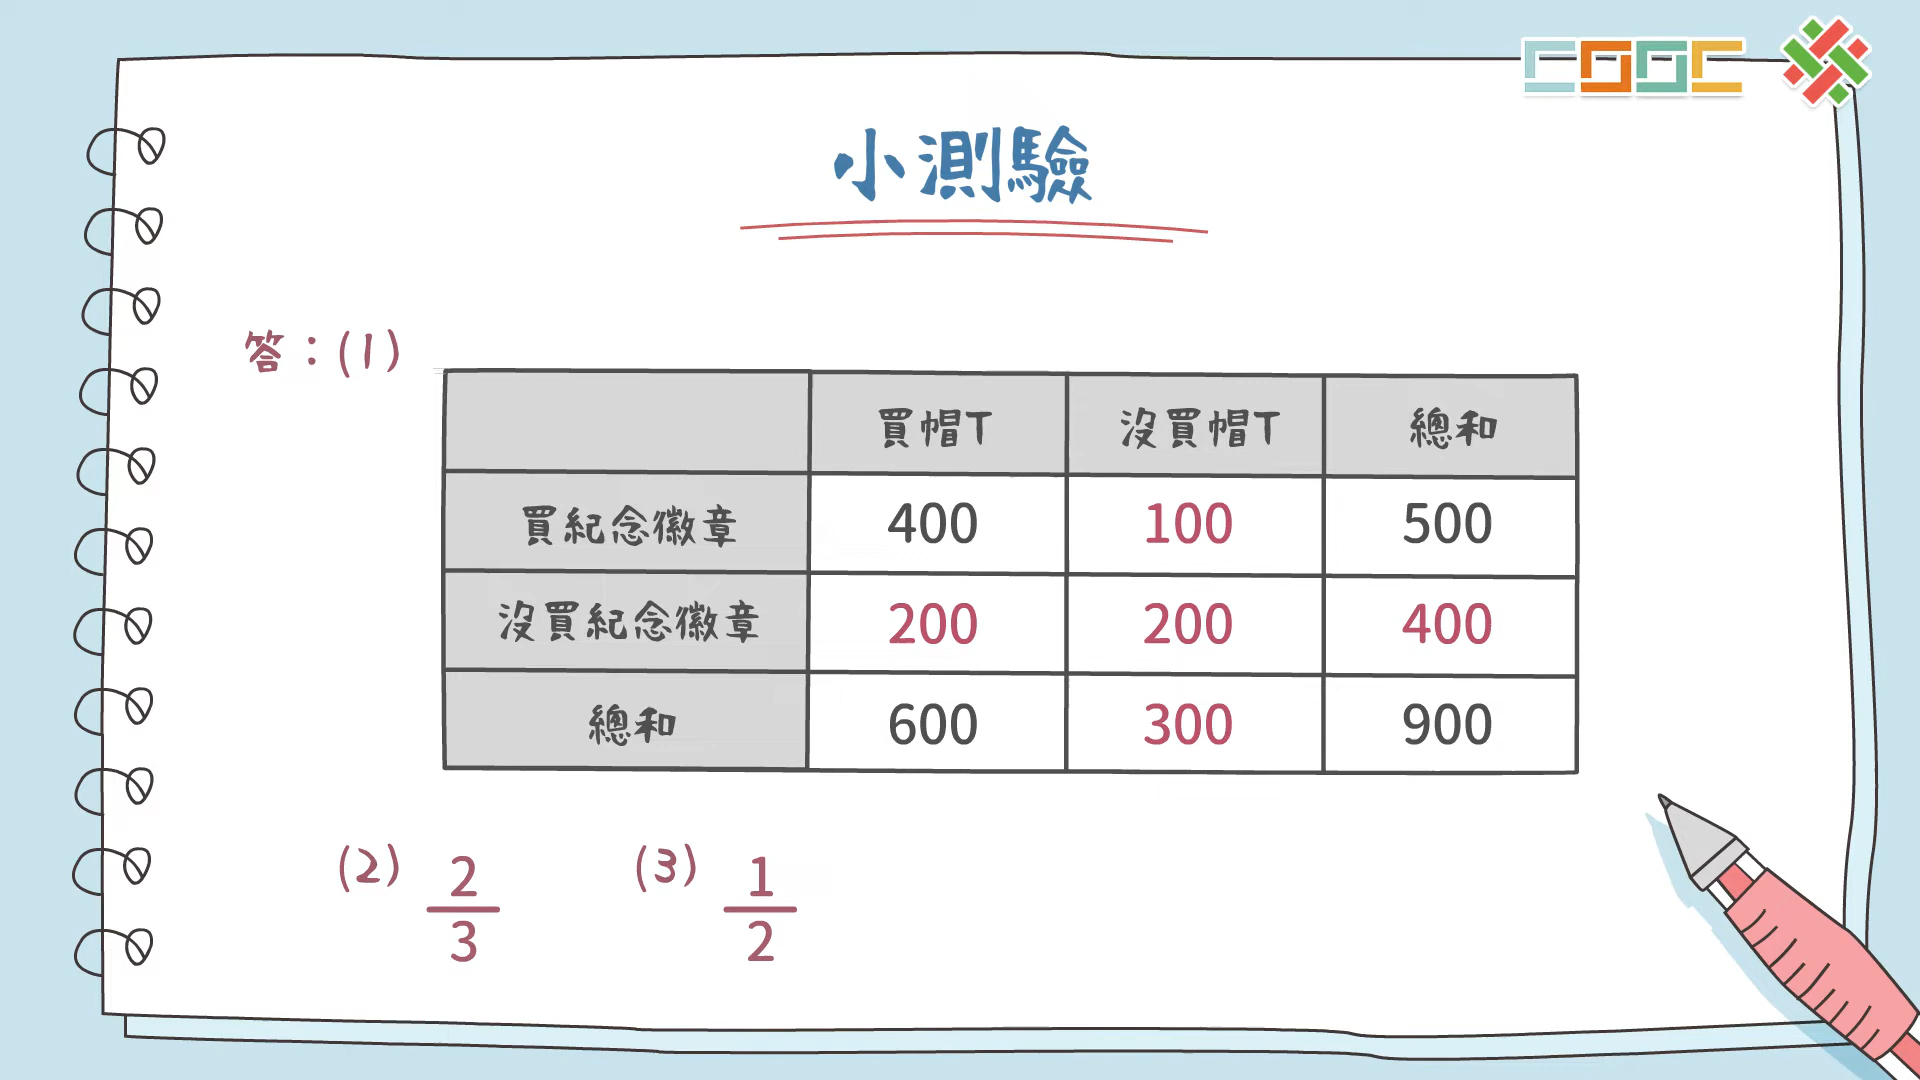 小測驗
答：(1)
買帽T 沒買帽T 總和
買紀念徽章 400 100 500
沒買紀念徽章 200 200 400
總和 600 300 900
(2) 2/3 (3) 1/2